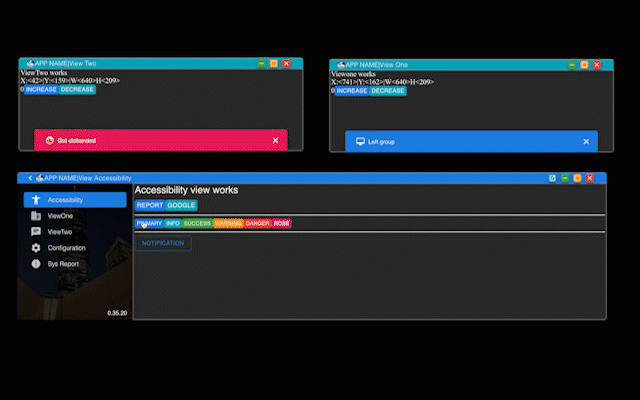 APP NAME|View Two
ViewTwo works
X:<42>|Y:<159>|W<640>H<209>
0 INCREASE DECREASE
Got disbanded
APP NAME|View One
Viewone works
X:<741>|Y:<162>|W<640>H<209>
0 INCREASE DECREASE
Left group
APP NAME|View Accessibility
Accessibility
ViewOne
ViewTwo
Configuration
Sys Report
0.35.20
Accessibility view works
REPORT GOOGLE
PRIMARY INFO SUCCESS WARNING DANGER ROSE
NOTIFICATION